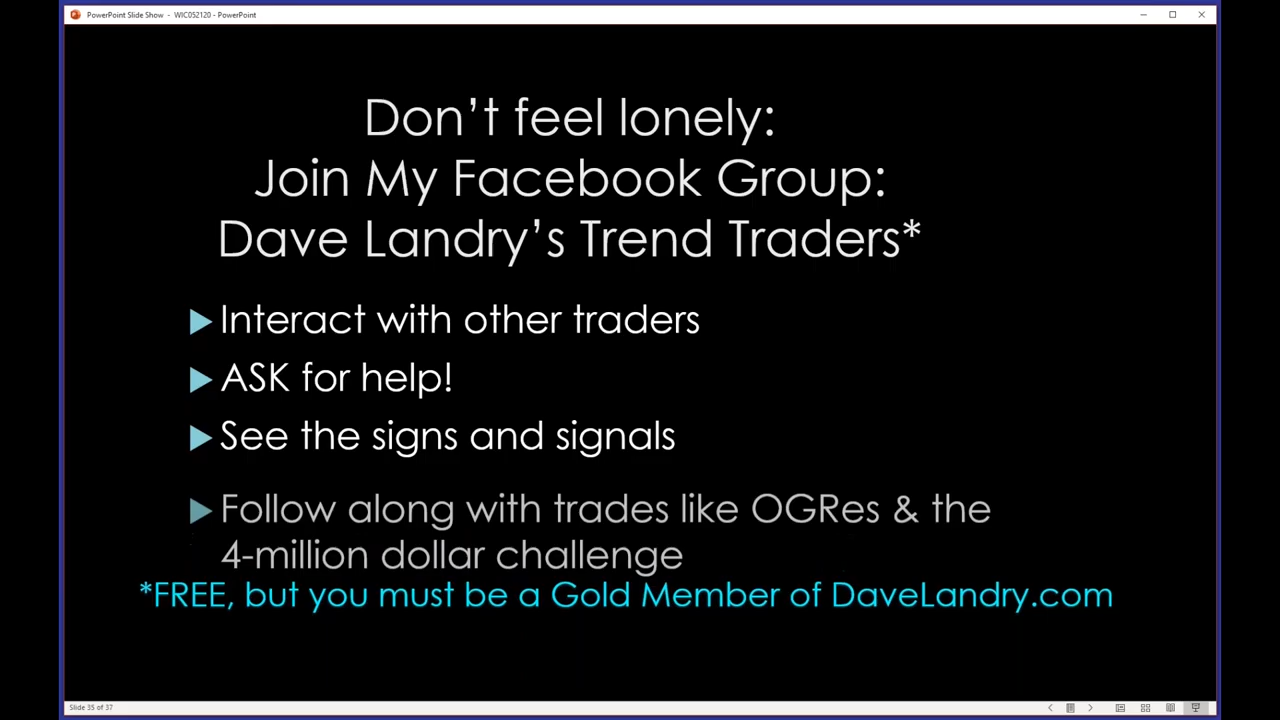 PowerPoint Slide Show - WIC052120 - PowerPoint
Don't feel lonely:
Join My Facebook Group:
Dave Landry's Trend Traders*
Interact with other traders
ASK for help!
See the signs and signals
Follow along with trades like OGRes & the
4-million dollar challenge
*FREE, but you must be a Gold Member of DaveLandry.com
Slide 35 of 37